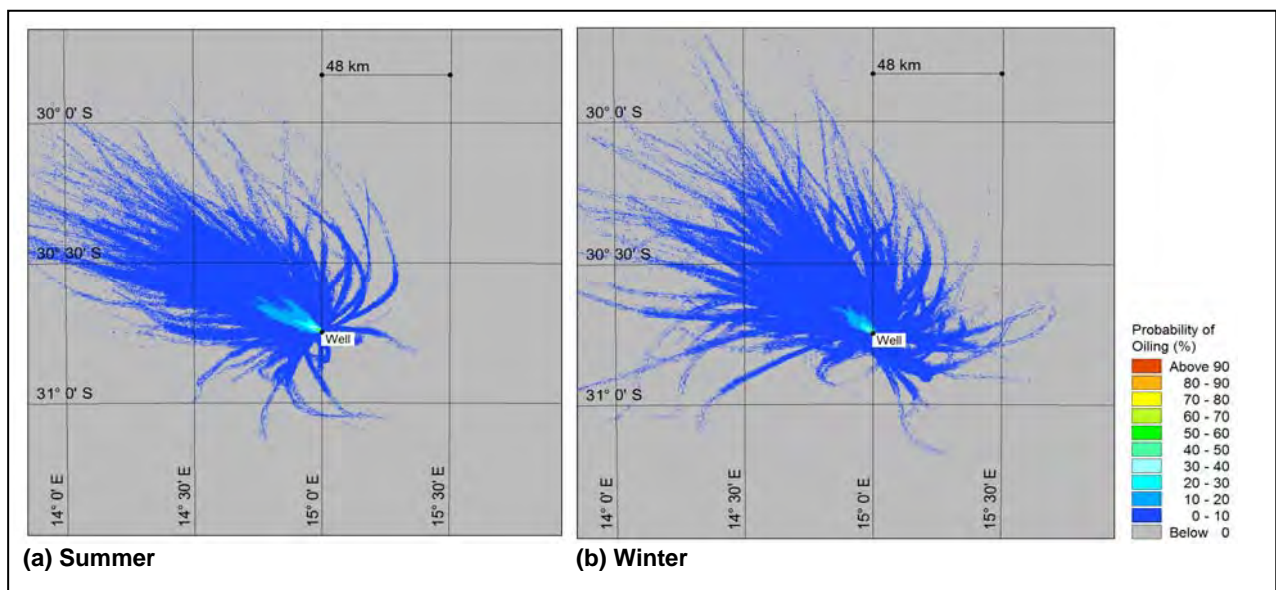 48 km
30° 0' S
30° 30' S
Well
31° 0' S
14° 0' E
14° 30' E
15° 0' E
15° 30' E
(a) Summer
48 km
30° 0' S
30° 30' S
Well
31° 0' S
14° 0' E
14° 30' E
15° 0' E
15° 30' E
(b) Winter
Probability of
Oiling (%)
Above 90
80 - 90
70 - 80
60 - 70
50 - 60
40 - 50
30 - 40
20 - 30
10 - 20
0 - 10
Below 0